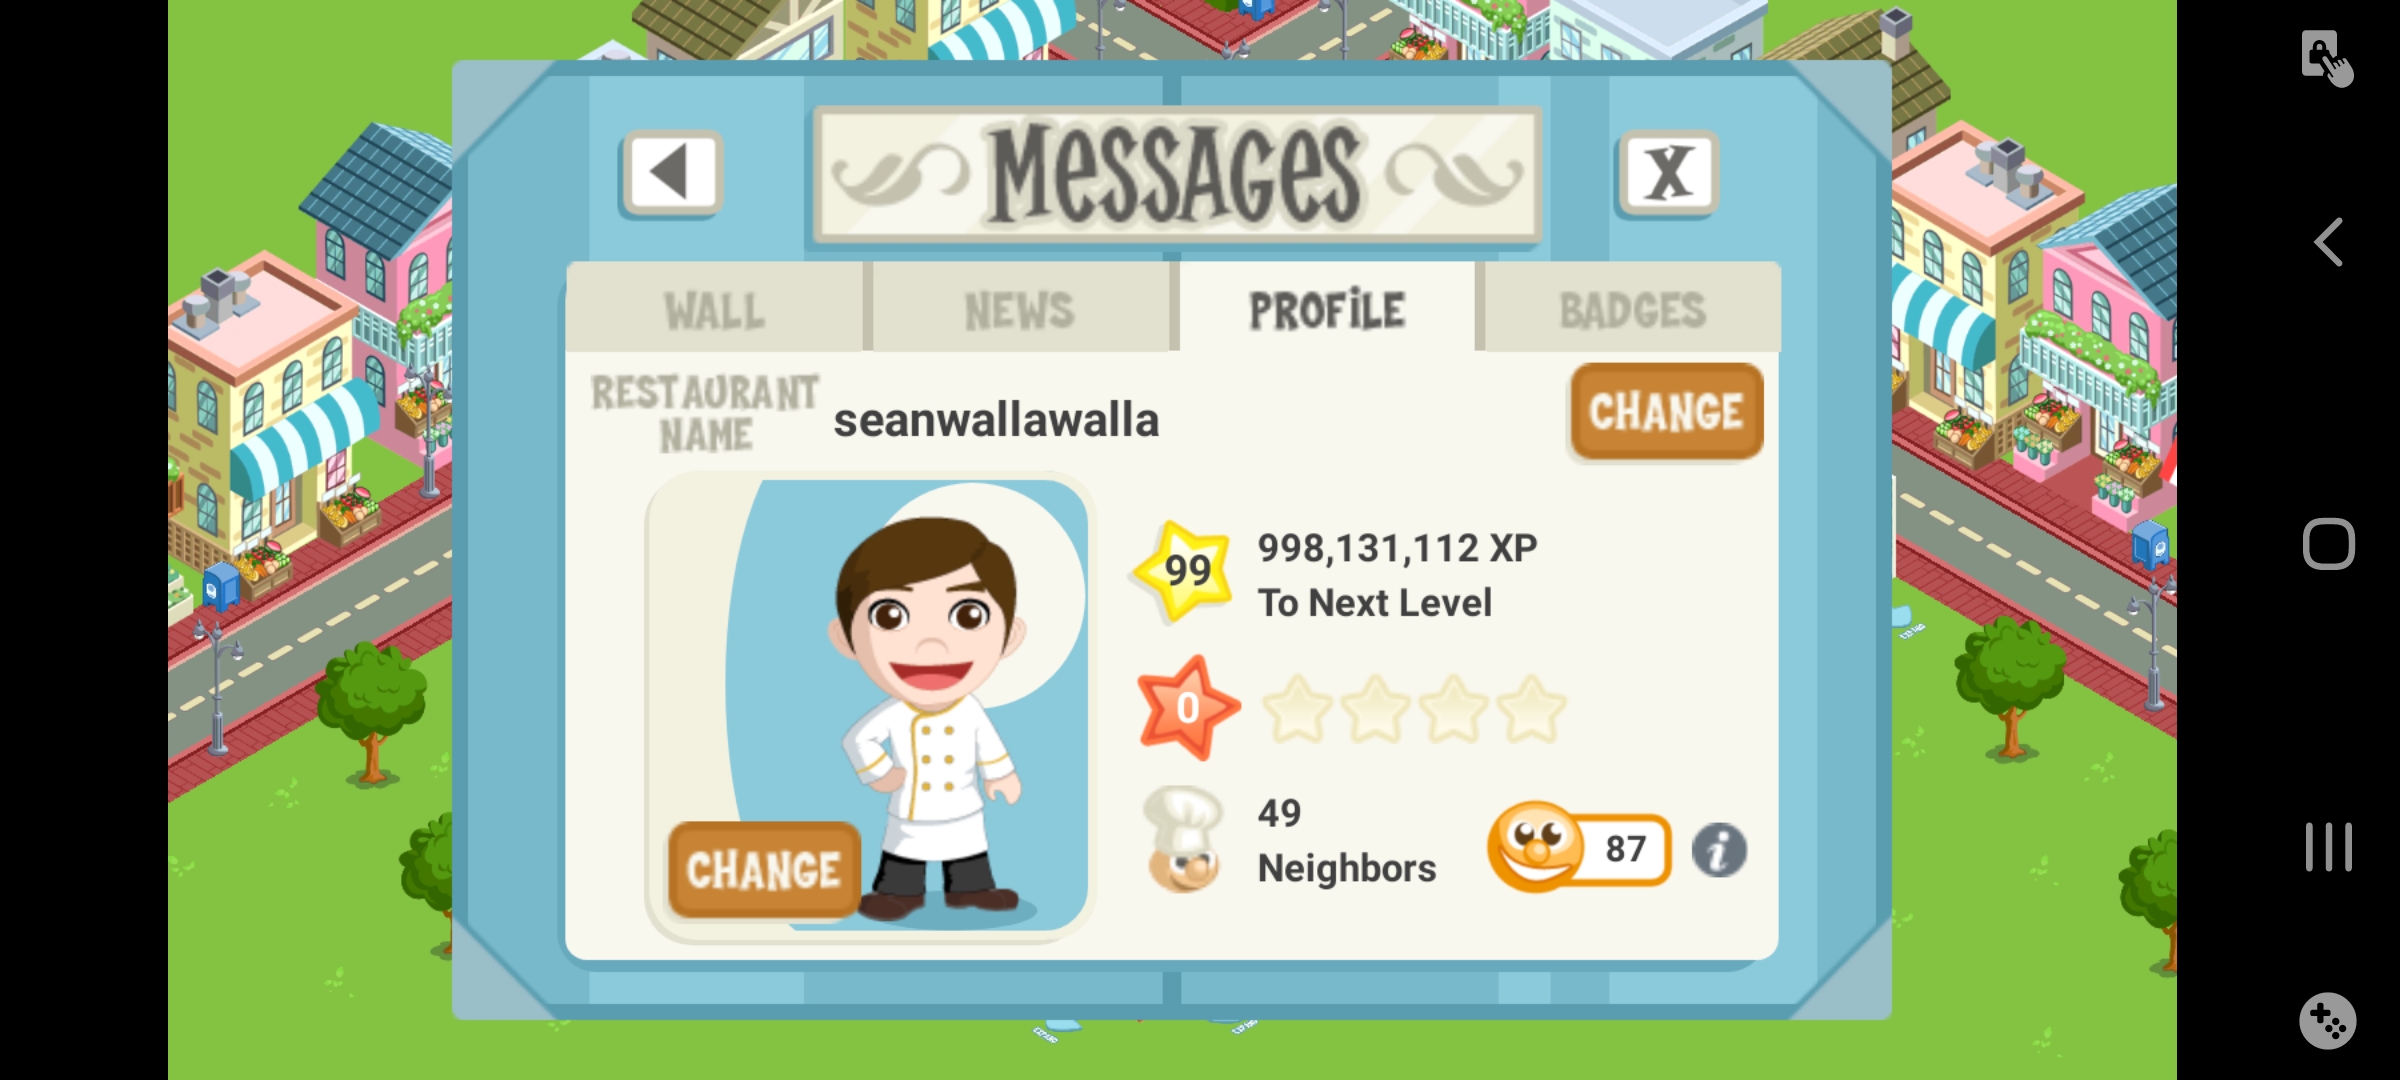 MESSAGES
X
WALL
NEWS
PROFILE
BADGES
RESTAURANT
NAME
seanwallawalla
CHANGE
99
998,131,112 XP
To Next Level
0
49
Neighbors
87
i
CHANGE